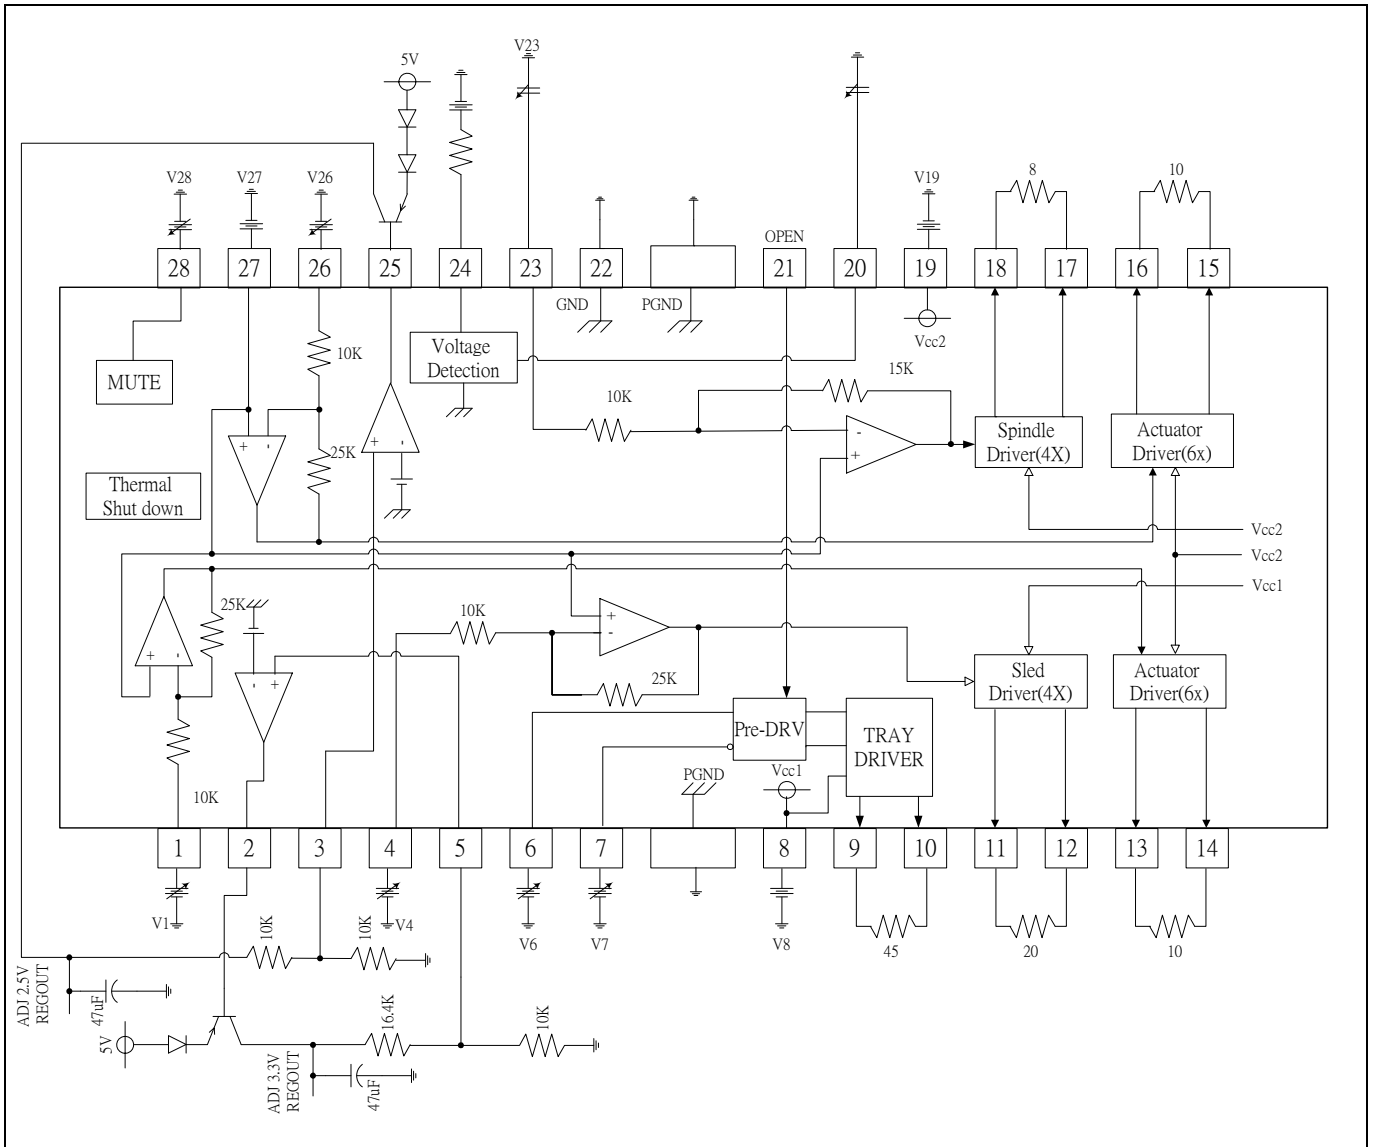 5V
V23
V28
V27
V26
V19
8
10
OPEN
28
27
26
25
24
23
22
21
20
19
18
17
16
15
GND
PGND
Vcc2
10K
Voltage
Detection
MUTE
15K
10K
25K
+
-
+
-
-
+
Spindle
Driver(4X)
Actuator
Driver(6x)
Thermal
Shut down
Vcc2
Vcc2
Vcc1
25K
10K
+
-
+
-
-
+
25K
Sled
Driver(4X)
Actuator
Driver(6x)
Pre-DRV
TRAY
DRIVER
PGND
Vcc1
10K
1
2
3
4
5
6
7
8
9
10
11
12
13
14
V1
V4
V6
V7
V8
45
20
10
10K
10K
ADJ 2.5V
REGOUT
47uF
5V
16.4K
10K
ADJ 3.3V
REGOUT
47uF